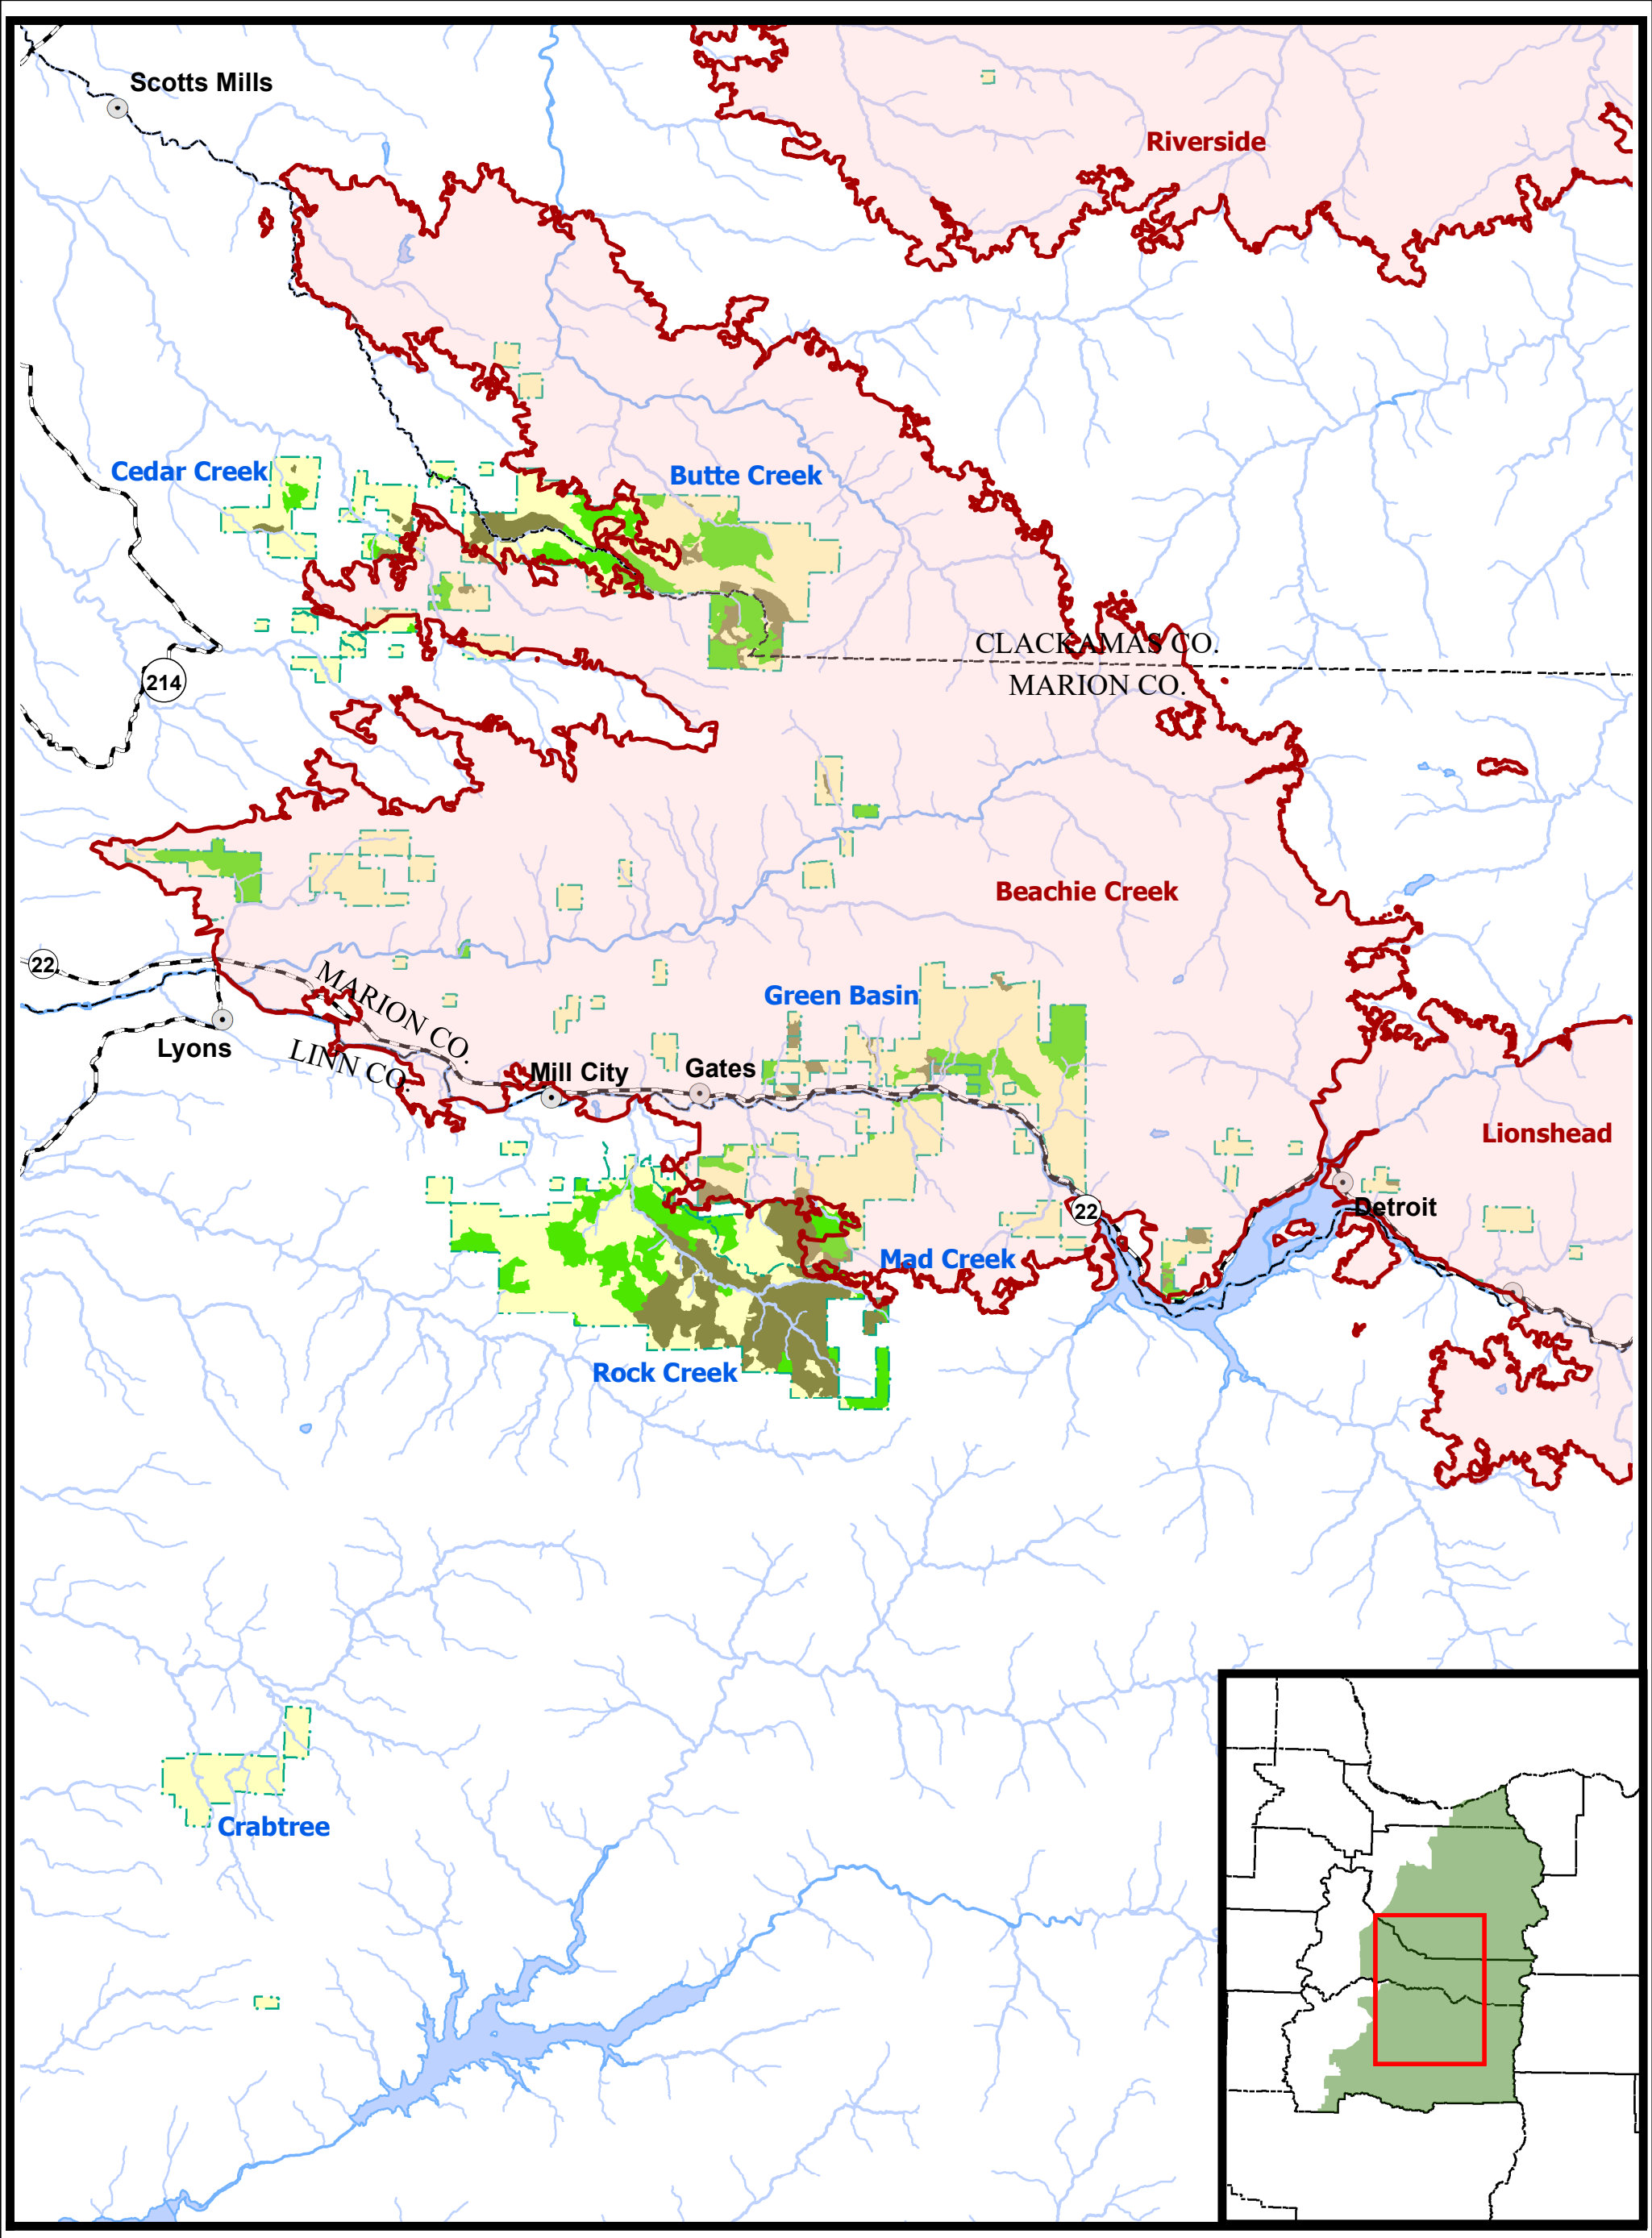 Scotts Mills
Riverside
Cedar Creek
Butte Creek
CLACKAMAS CO.
MARION CO.
214
Beachie Creek
22
MARION CO.
Green Basin
Lyons
LINN CO.
Mill City
Gates
Lionshead
22
Detroit
Mad Creek
Rock Creek
Crabtree